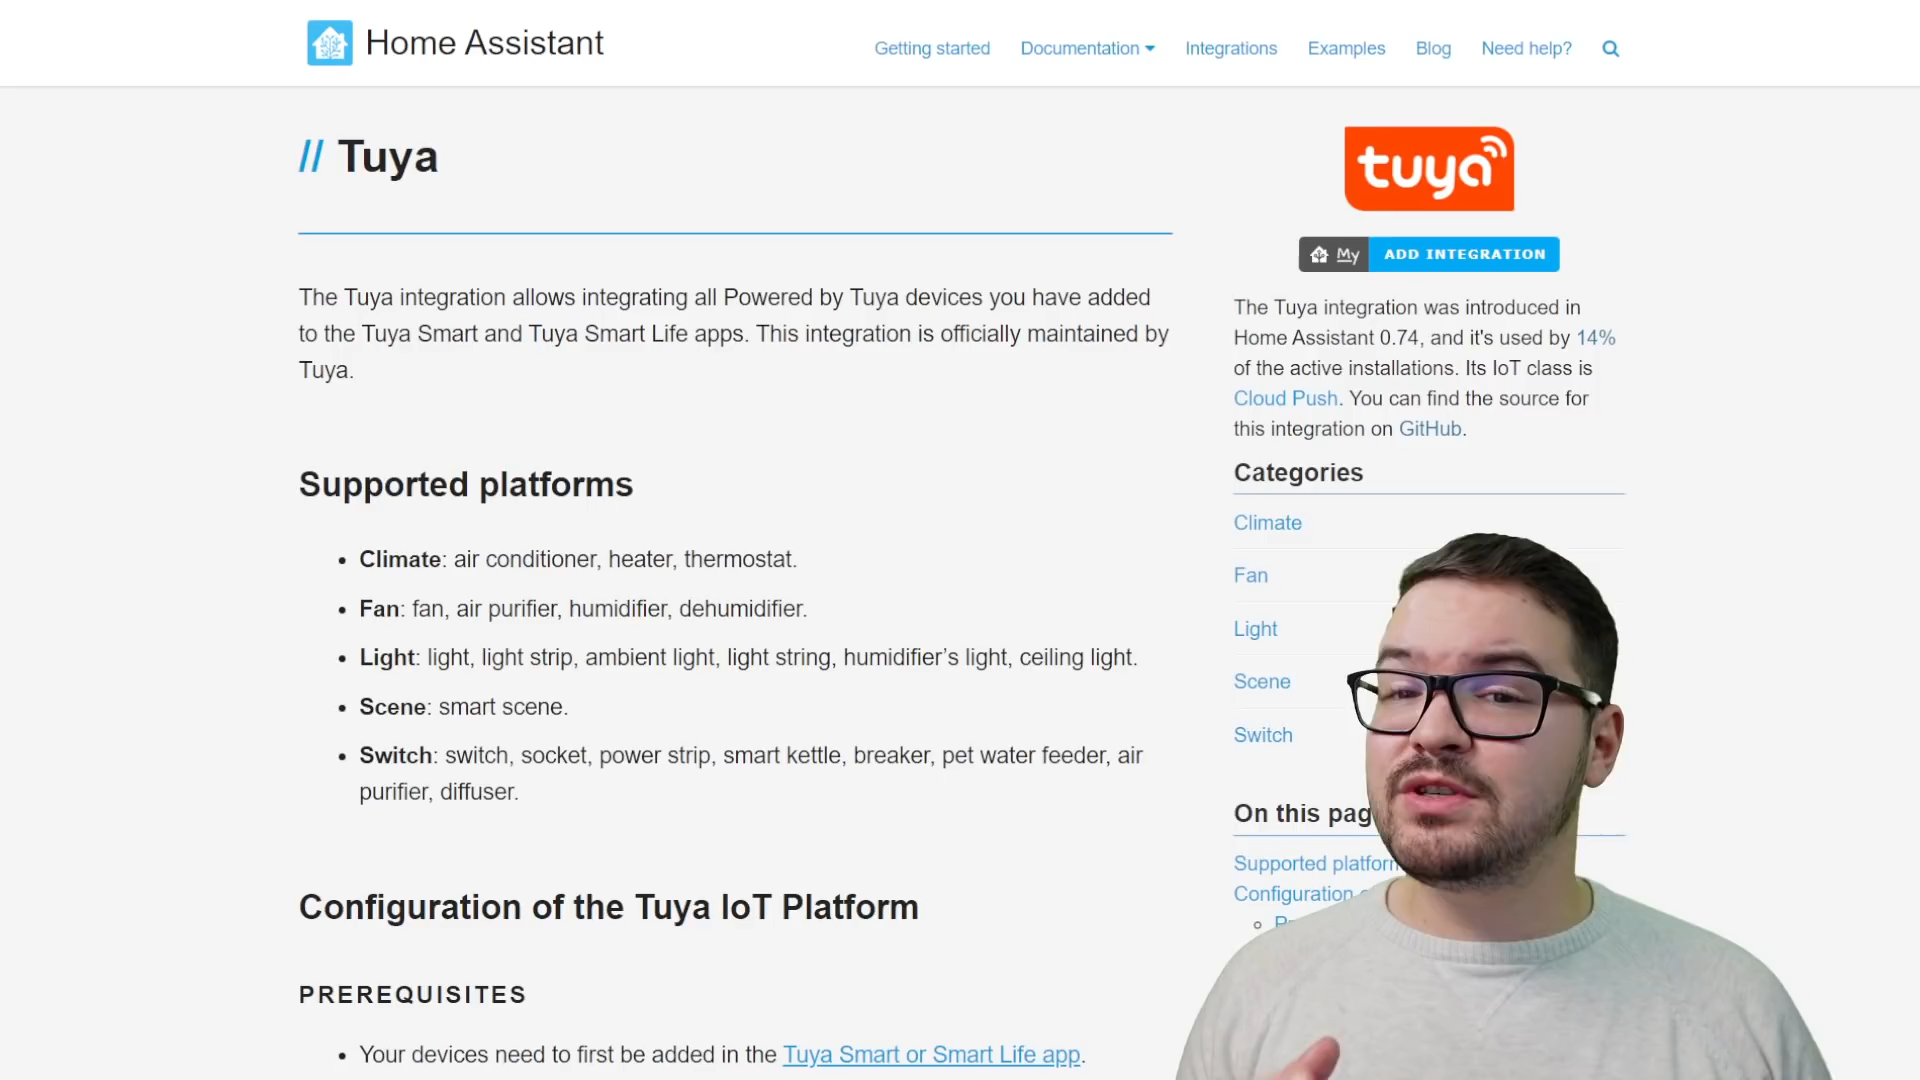 Home Assistant
Getting started
Documentation
Integrations
Examples
Blog
Need help?
// Tuya
The Tuya integration allows integrating all Powered by Tuya devices you have added
to the Tuya Smart and Tuya Smart Life apps. This integration is officially maintained by
Tuya.
Supported platforms
• Climate: air conditioner, heater, thermostat.
• Fan: fan, air purifier, humidifier, dehumidifier.
• Light: light, light strip, ambient light, light string, humidifier’s light, ceiling light.
• Scene: smart scene.
• Switch: switch, socket, power strip, smart kettle, breaker, pet water feeder, air
purifier, diffuser.
Configuration of the Tuya IoT Platform
PREREQUISITES
• Your devices need to first be added in the Tuya Smart or Smart Life app.
tuya
My ADD INTEGRATION
The Tuya integration was introduced in
Home Assistant 0.74, and it's used by 14%
of the active installations. Its IoT class is
Cloud Push. You can find the source for
this integration on GitHub.
Categories
Climate
Fan
Light
Scene
Switch
On this pag
Supported platfor
Configuration